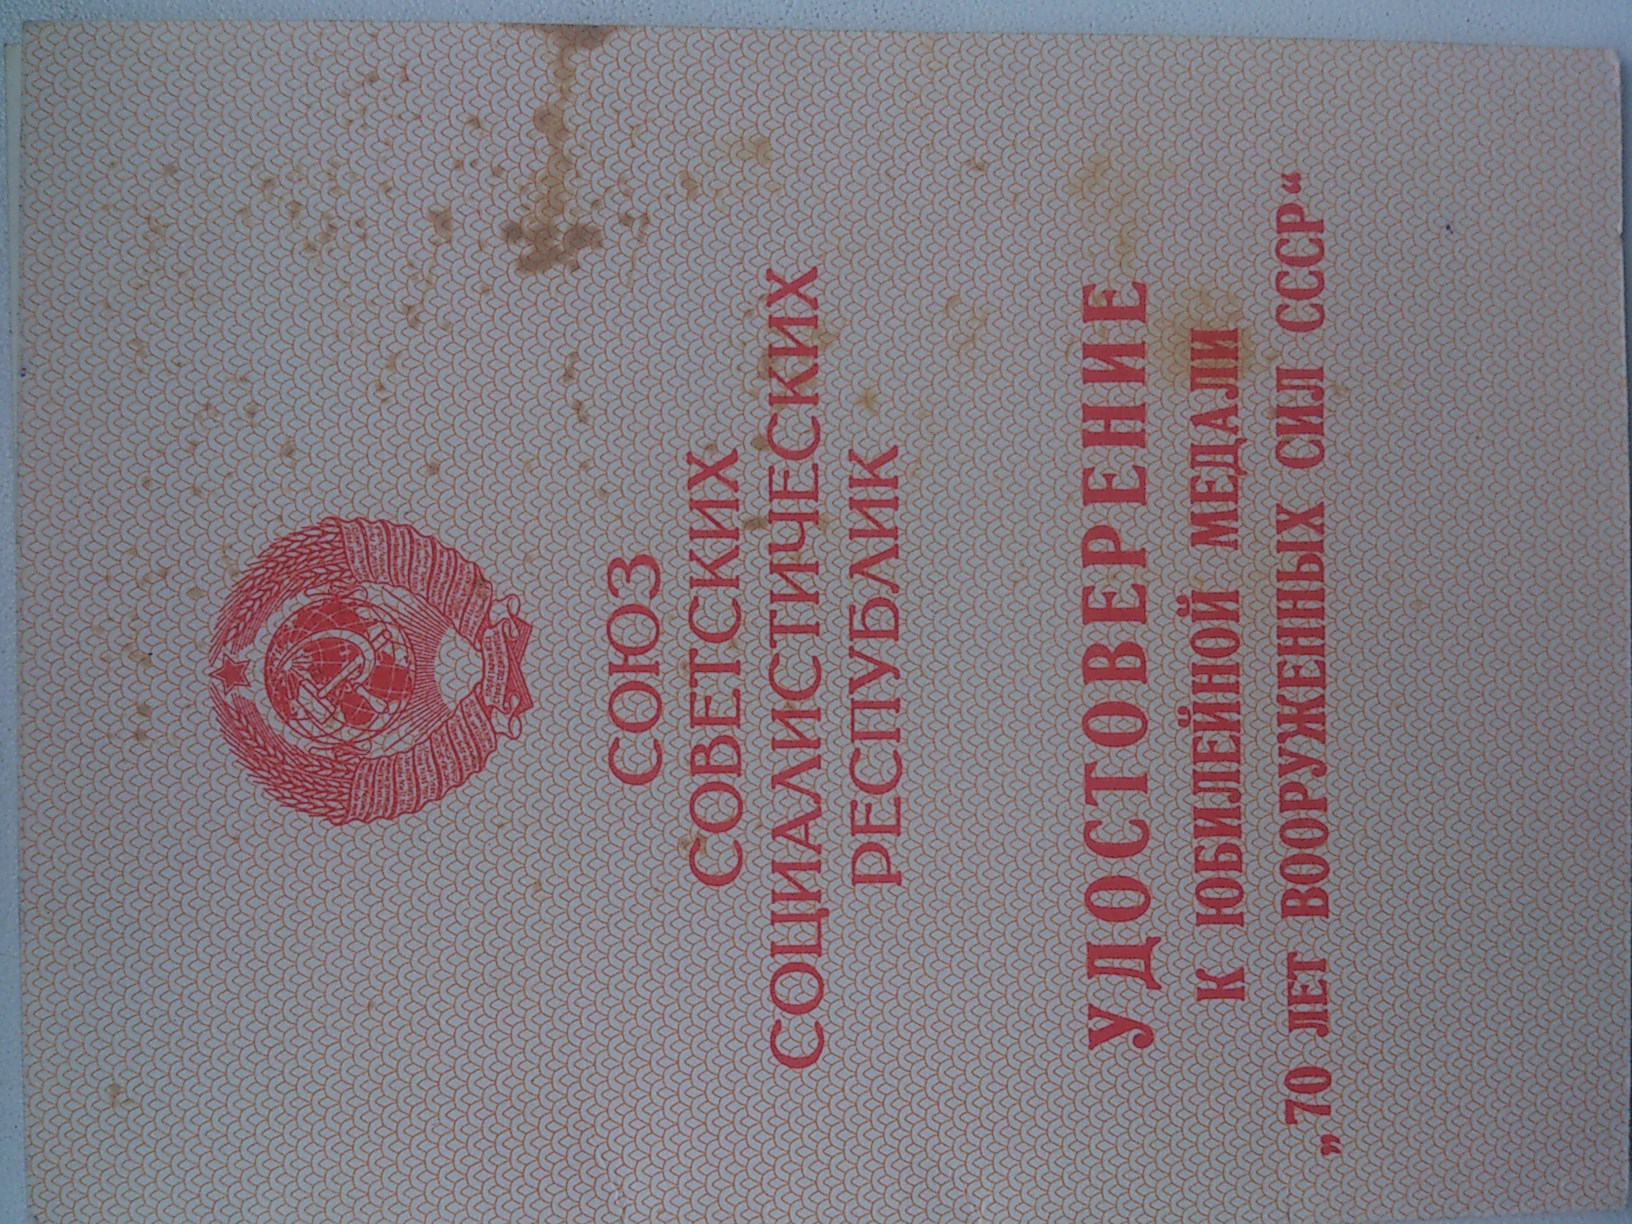 СОЮЗ
СОВЕТСКИХ
СОЦИАЛИСТИЧЕСКИХ
РЕСПУБЛИК
УДОСТОВЕРЕНИЕ
К ЮБИЛЕЙНОЙ МЕДАЛИ
„70 ЛЕТ ВООРУЖЕННЫХ СИЛ СССР“